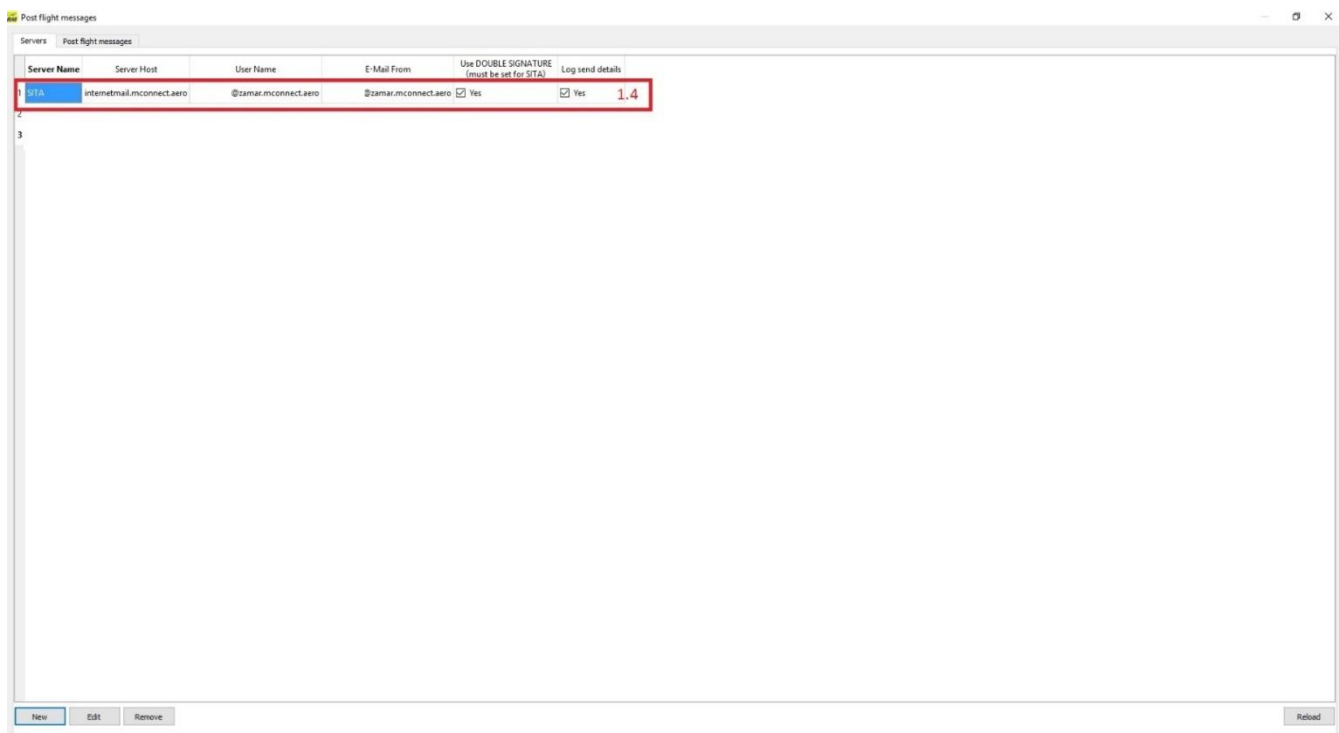 Post flight messages
Servers Post flight messages
Server Name Server Host User Name E-Mail From Use DOUBLE SIGNATURE (must be set for SITA) Log send details
1 SITA internetmail.mconnect.aero @zamar.mconnect.aero @zamar.mconnect.aero Yes Yes 1.4
2
3
New Edit Remove Reload